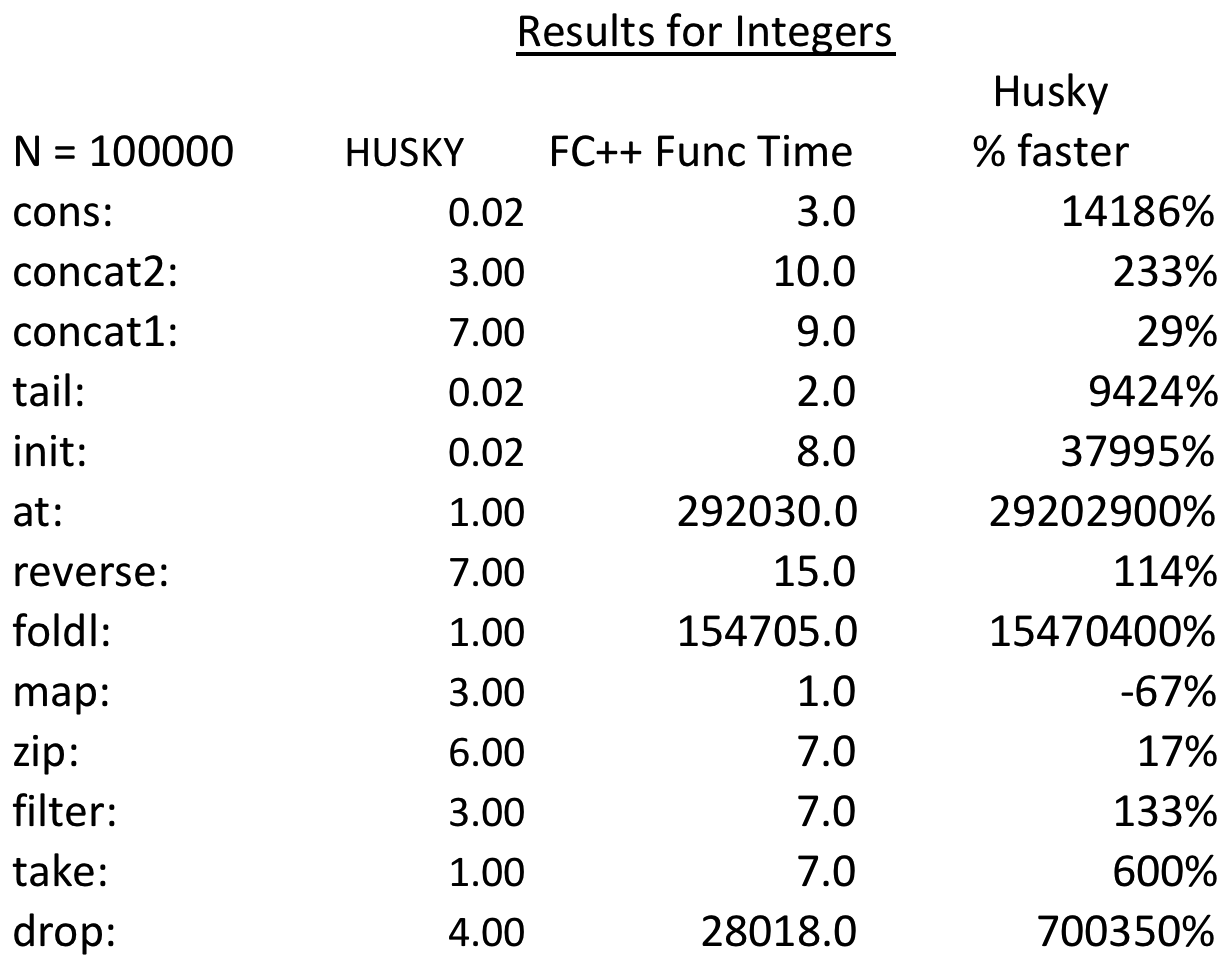 Results for Integers
Husky
N = 100000 HUSKY FC++ Func Time % faster
cons: 0.02 3.0 14186%
concat2: 3.00 10.0 233%
concat1: 7.00 9.0 29%
tail: 0.02 2.0 9424%
init: 0.02 8.0 37995%
at: 1.00 292030.0 29202900%
reverse: 7.00 15.0 114%
foldl: 1.00 154705.0 15470400%
map: 3.00 1.0 -67%
zip: 6.00 7.0 17%
filter: 3.00 7.0 133%
take: 1.00 7.0 600%
drop: 4.00 28018.0 700350%